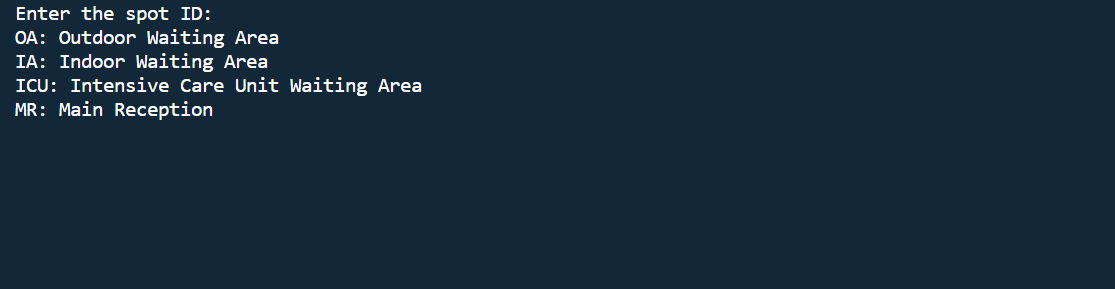 Enter the spot ID:
OA: Outdoor Waiting Area
IA: Indoor Waiting Area
ICU: Intensive Care Unit Waiting Area
MR: Main Reception